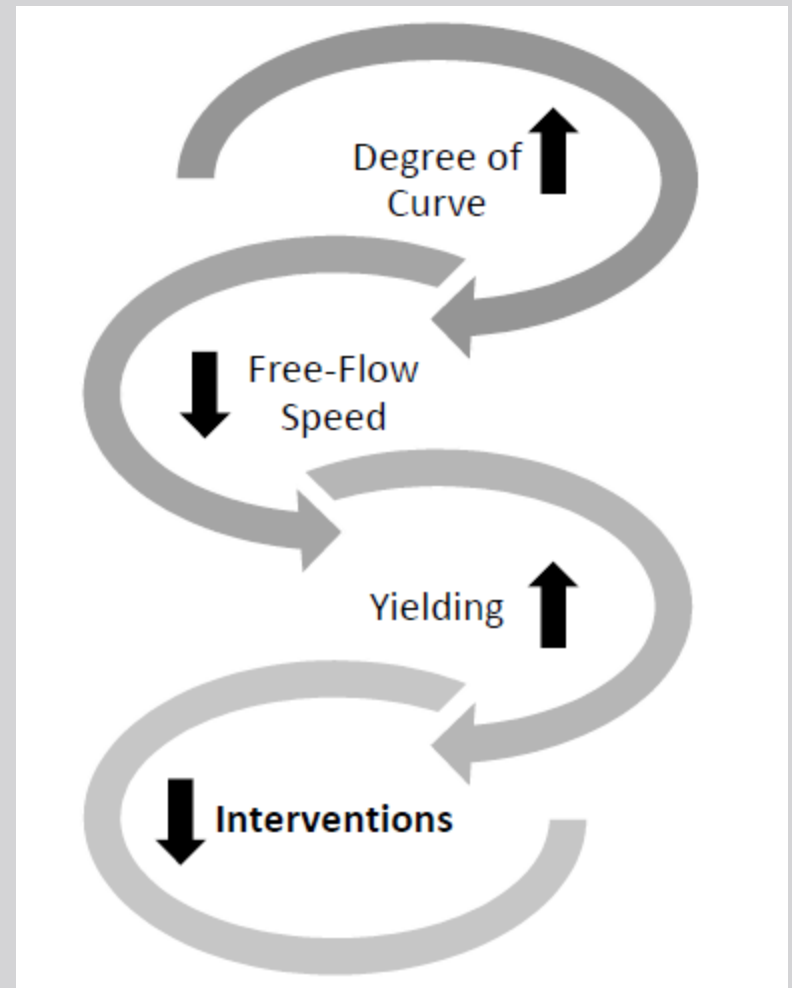 Degree of
Curve
Free-Flow
Speed
Yielding
Interventions